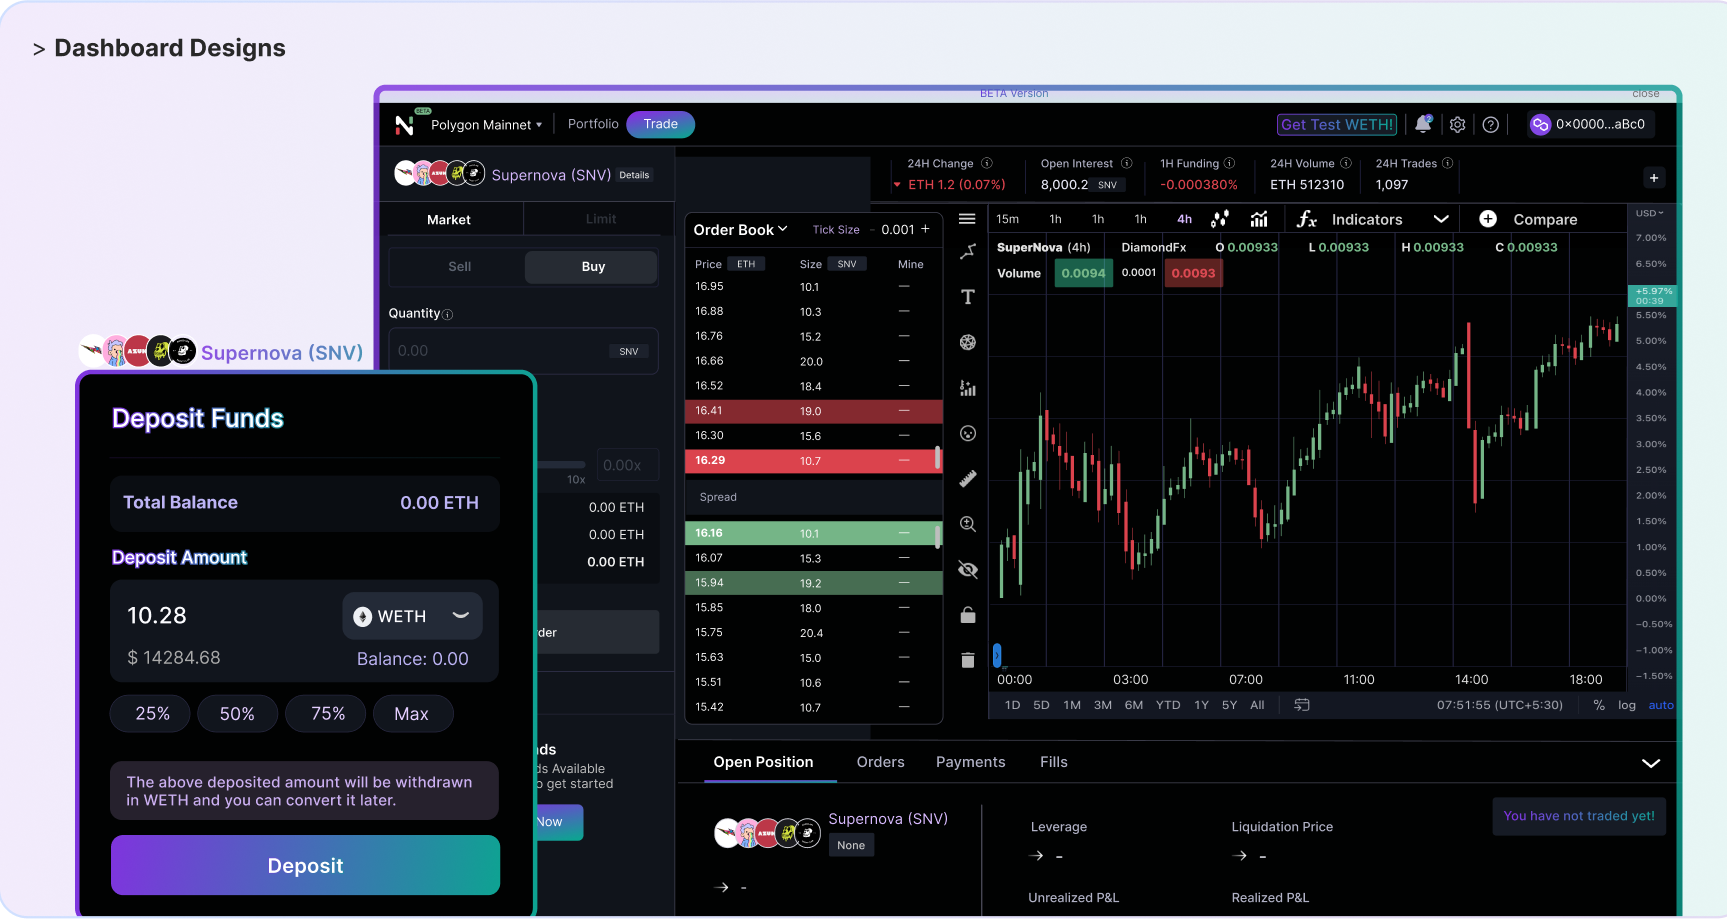 > Dashboard Designs
BETA Version
close
BETA
Polygon Mainnet
Portfolio
Trade
Get Test WETH!
2
0x0000...aBc0
Supernova (SNV)
Details
24H Change
ETH 1.2 (0.07%)
Open Interest
8,000.2 SNV
1H Funding
-0.000380%
24H Volume
ETH 512310
24H Trades
1,097
+
Market
Limit
Sell
Buy
Quantity
0.00
SNV
0.00x
10x
0.00 ETH
0.00 ETH
0.00 ETH
Order Book
Tick Size - 0.001 +
Price ETH Size SNV Mine
16.95 10.1 —
16.88 10.3 —
16.76 15.2 —
16.66 20.0 —
16.52 18.4 —
16.41 19.0 —
16.30 15.6 —
16.29 10.7 —
Spread
16.16 10.1 —
16.07 15.3 —
15.94 19.2 —
15.85 18.0 —
15.75 20.4 —
15.63 15.0 —
15.51 10.6 —
15.42 10.7 —
15m 1h 1h 1h 4h
fx Indicators
Compare
SuperNova (4h) DiamondFx O 0.00933 L 0.00933 H 0.00933 C 0.00933
Volume 0.0094 0.0001 0.0093
USD
7.00%
6.50%
+5.97%
00:39
5.50%
5.00%
4.50%
4.00%
3.50%
3.00%
2.50%
2.00%
1.50%
1.00%
0.50%
0.00%
−0.50%
−1.00%
−1.50%
00:00 03:00 07:00 11:00 14:00 18:00
1D 5D 1M 3M 6M YTD 1Y 5Y All
07:51:55 (UTC+5:30)
% log auto
Supernova (SNV)
Deposit Funds
Total Balance 0.00 ETH
Deposit Amount
10.28
WETH
$ 14284.68
Balance: 0.00
25% 50% 75% Max
The above deposited amount will be withdrawn
in WETH and you can convert it later.
Deposit
Available
get started
Now
Open Position
Orders
Payments
Fills
Supernova (SNV)
None
→ -
Leverage
→ -
Liquidation Price
→ -
Unrealized P&L
Realized P&L
You have not traded yet!